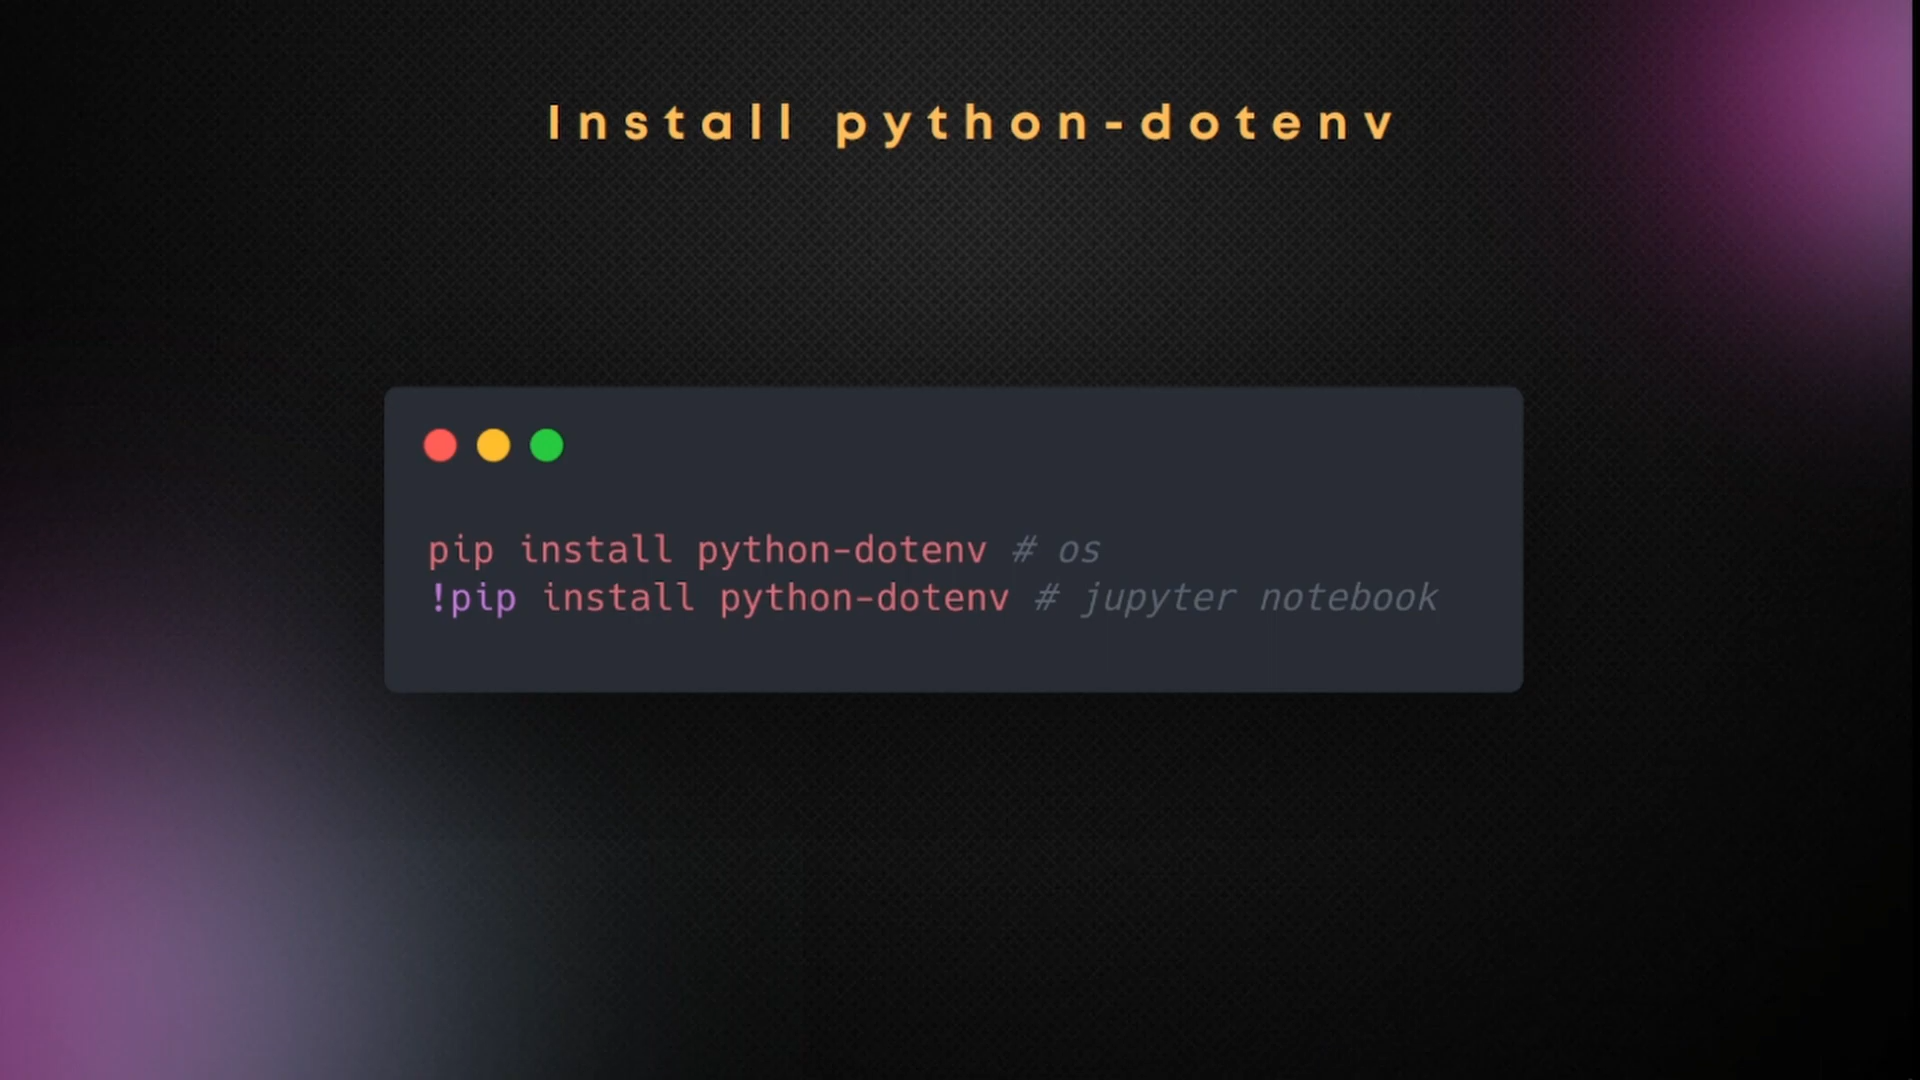 Install python-dotenv
pip install python-dotenv # os
!pip install python-dotenv # jupyter notebook